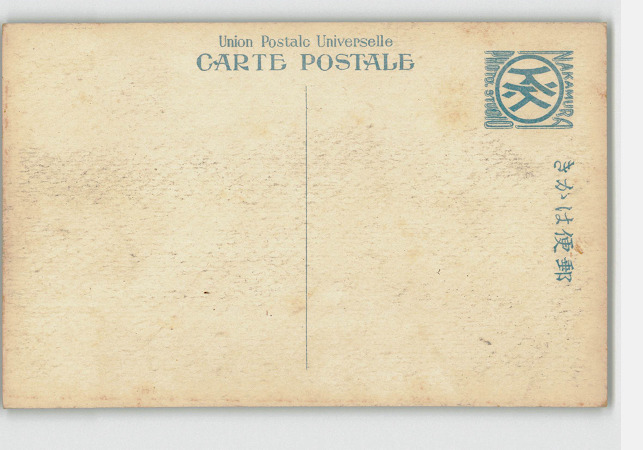 Union Postale Universelle
CARTE POSTALE
NAKAMURA
PHOTO. STUDIO
郵便はかき